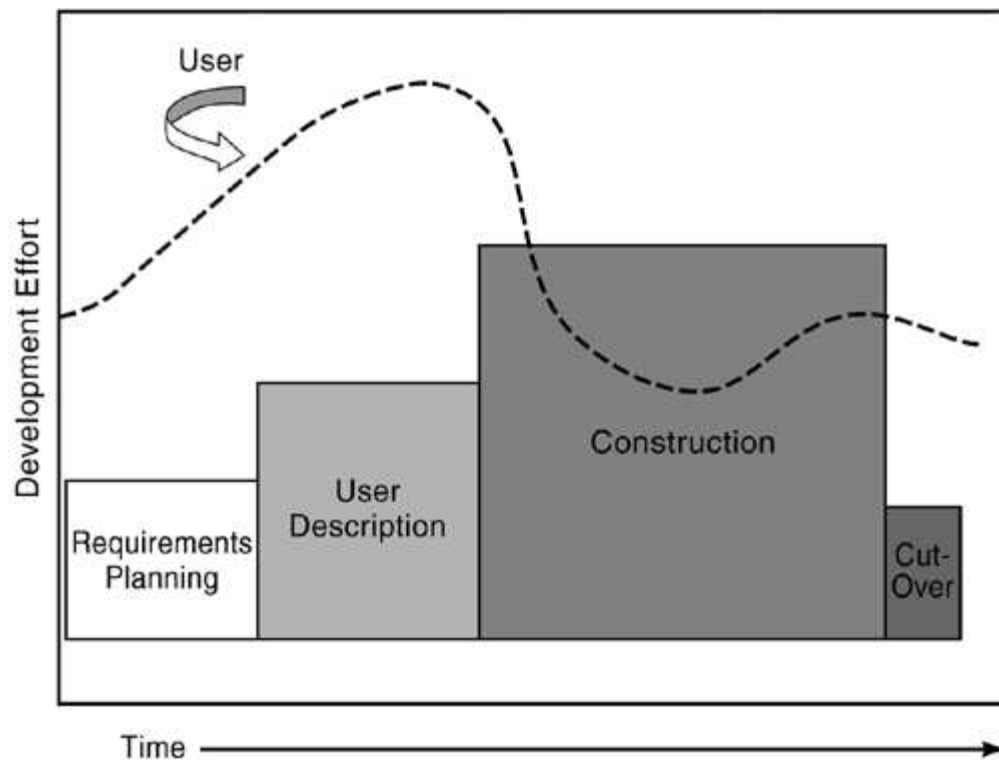 User
Development Effort
Requirements
Planning
User
Description
Construction
Cut-
Over
Time